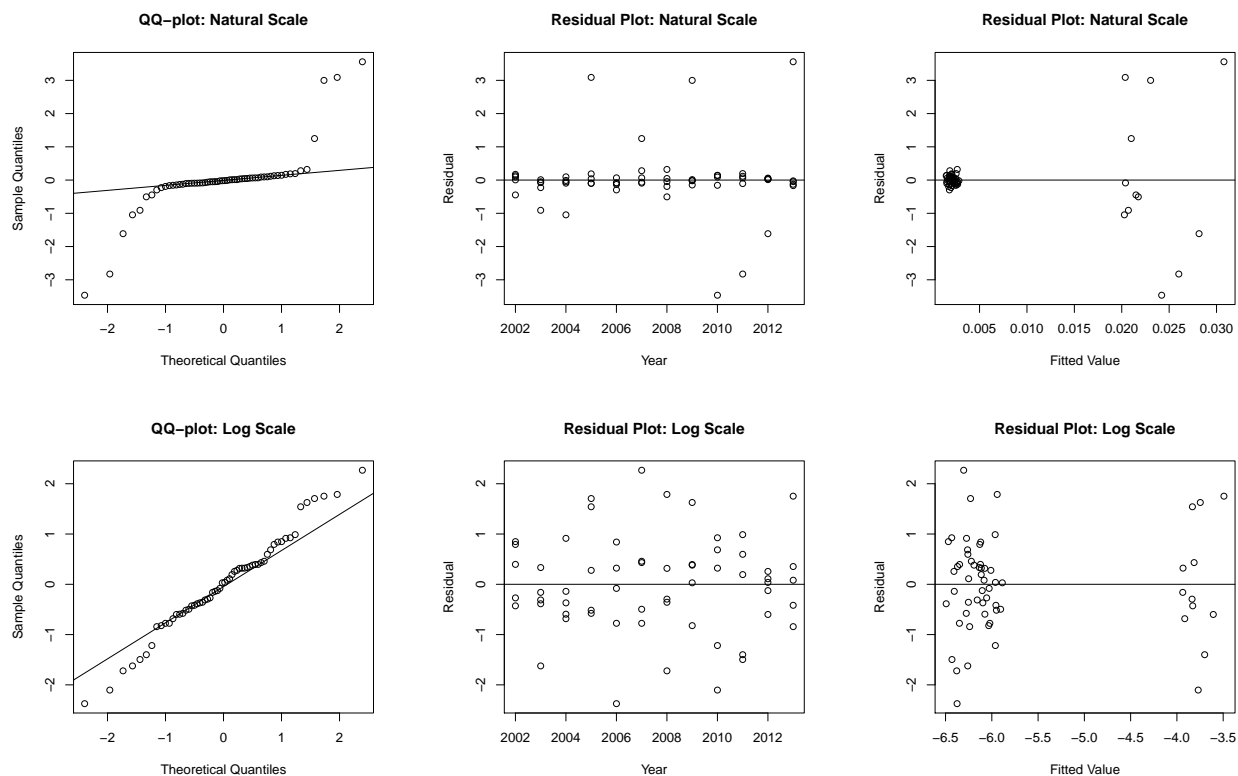 QQ−plot: Natural Scale
Sample Quantiles
3
2
1
0
−1
−2
−3
−2 −1 0 1 2
Theoretical Quantiles
Residual Plot: Natural Scale
Residual
3
2
1
0
−1
−2
−3
2002 2004 2006 2008 2010 2012
Year
Residual Plot: Natural Scale
Residual
3
2
1
0
−1
−2
−3
0.005 0.010 0.015 0.020 0.025 0.030
Fitted Value
QQ−plot: Log Scale
Sample Quantiles
2
1
0
−1
−2
−2 −1 0 1 2
Theoretical Quantiles
Residual Plot: Log Scale
Residual
2
1
0
−1
−2
2002 2004 2006 2008 2010 2012
Year
Residual Plot: Log Scale
Residual
2
1
0
−1
−2
−6.5 −6.0 −5.5 −5.0 −4.5 −4.0 −3.5
Fitted Value